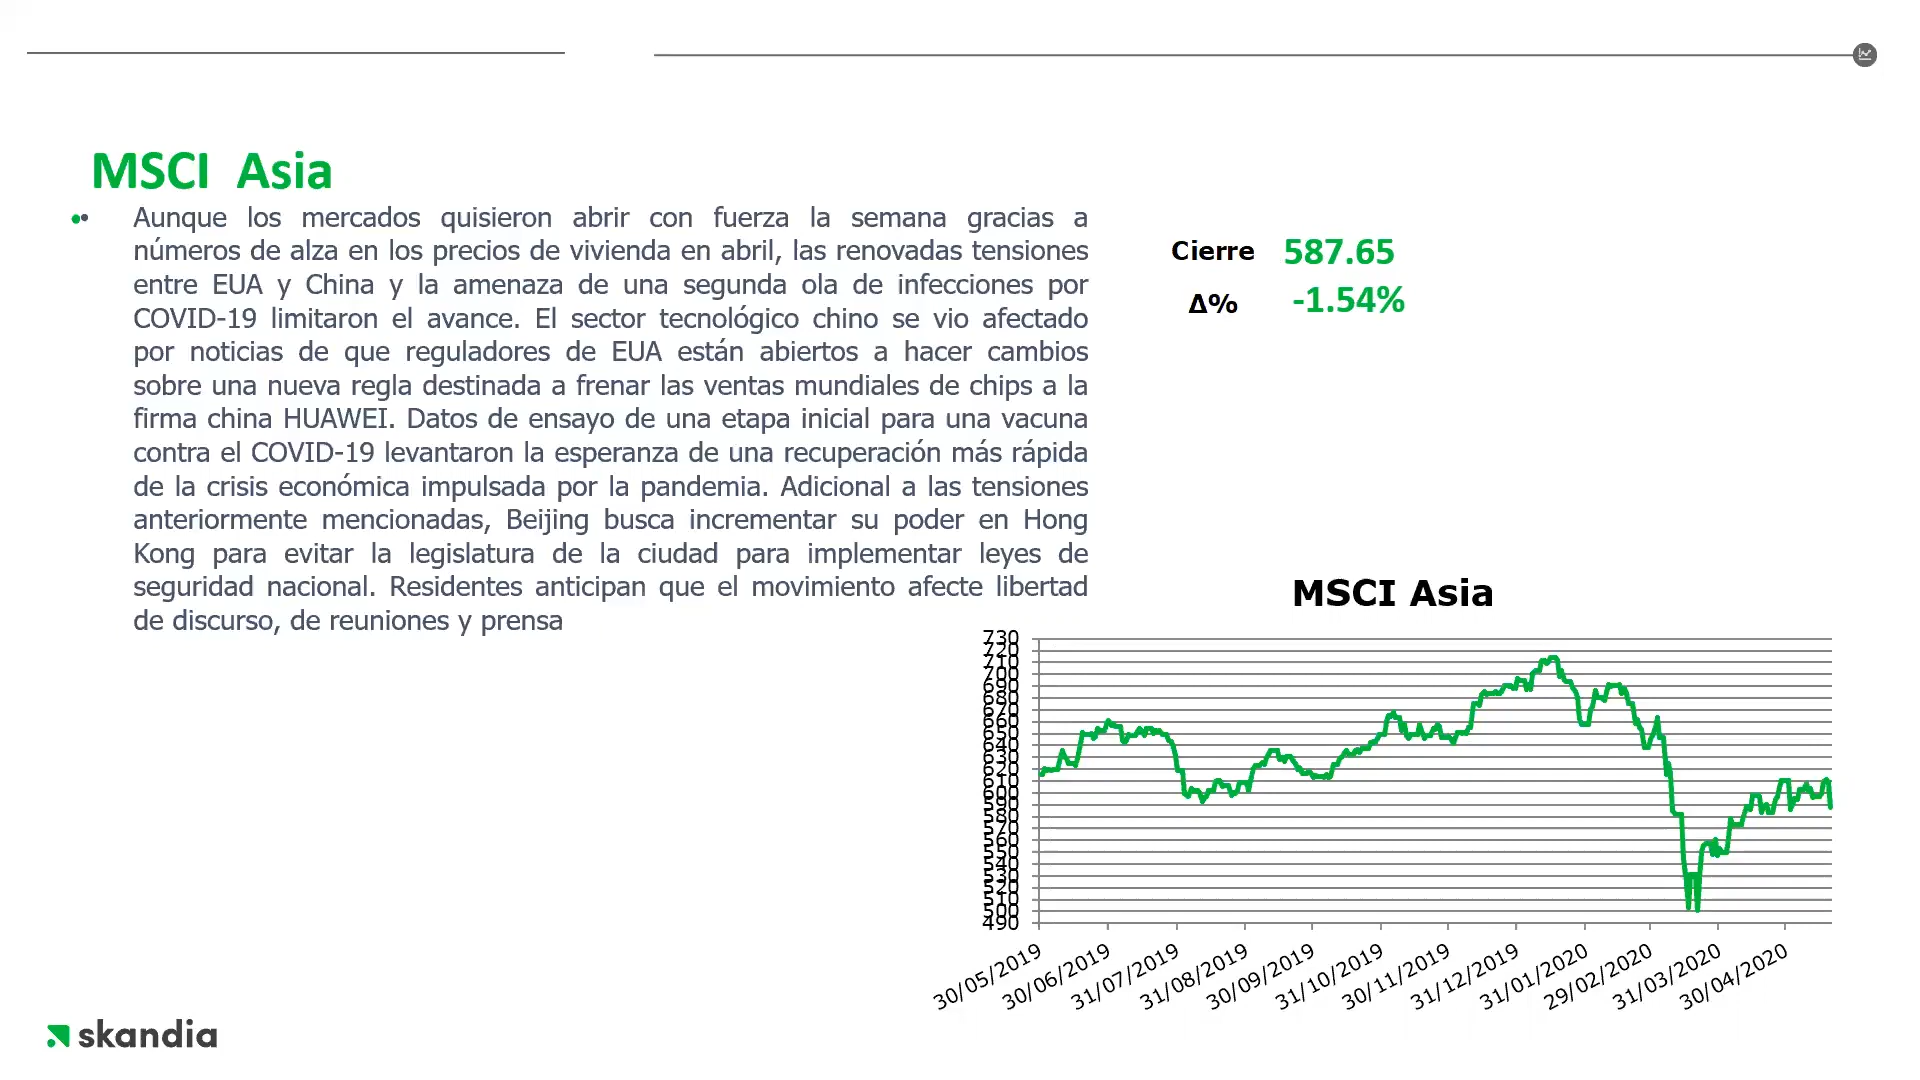 MSCI Asia
•• Aunque los mercados quisieron abrir con fuerza la semana gracias a
números de alza en los precios de vivienda en abril, las renovadas tensiones
entre EUA y China y la amenaza de una segunda ola de infecciones por
COVID-19 limitaron el avance. El sector tecnológico chino se vio afectado
por noticias de que reguladores de EUA están abiertos a hacer cambios
sobre una nueva regla destinada a frenar las ventas mundiales de chips a la
firma china HUAWEI. Datos de ensayo de una etapa inicial para una vacuna
contra el COVID-19 levantaron la esperanza de una recuperación más rápida
de la crisis económica impulsada por la pandemia. Adicional a las tensiones
anteriormente mencionadas, Beijing busca incrementar su poder en Hong
Kong para evitar la legislatura de la ciudad para implementar leyes de
seguridad nacional. Residentes anticipan que el movimiento afecte libertad
de discurso, de reuniones y prensa
Cierre 587.65
Δ% -1.54%
MSCI Asia
730
720
710
700
690
680
670
660
650
640
630
620
610
600
590
580
570
560
550
540
530
520
510
500
490
30/05/2019
30/06/2019
31/07/2019
31/08/2019
30/09/2019
31/10/2019
30/11/2019
31/12/2019
31/01/2020
29/02/2020
31/03/2020
30/04/2020
skandia